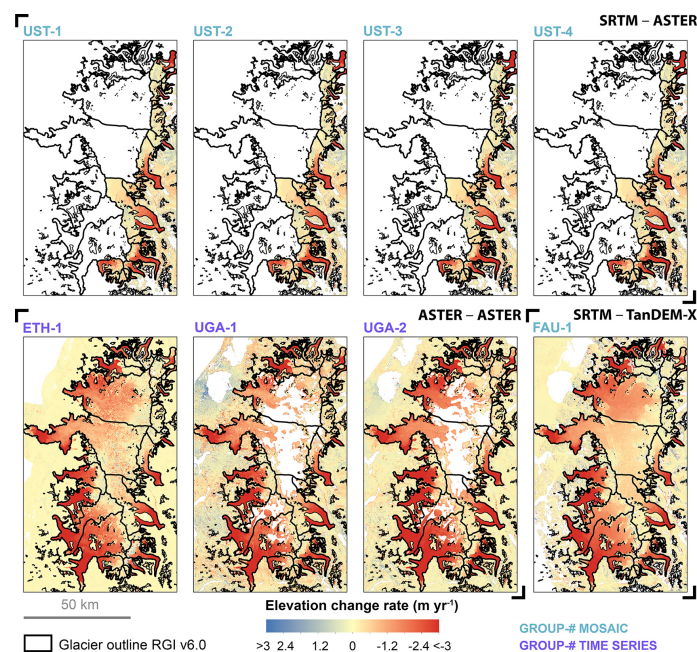 SRTM – ASTER
UST-1 UST-2 UST-3 UST-4
ASTER – ASTER SRTM – TanDEM-X
ETH-1 UGA-1 UGA-2 FAU-1
50 km
Elevation change rate (m yr-1)
>3 2.4 1.2 0 -1.2 -2.4 <-3
Glacier outline RGI v6.0
GROUP-# MOSAIC
GROUP-# TIME SERIES